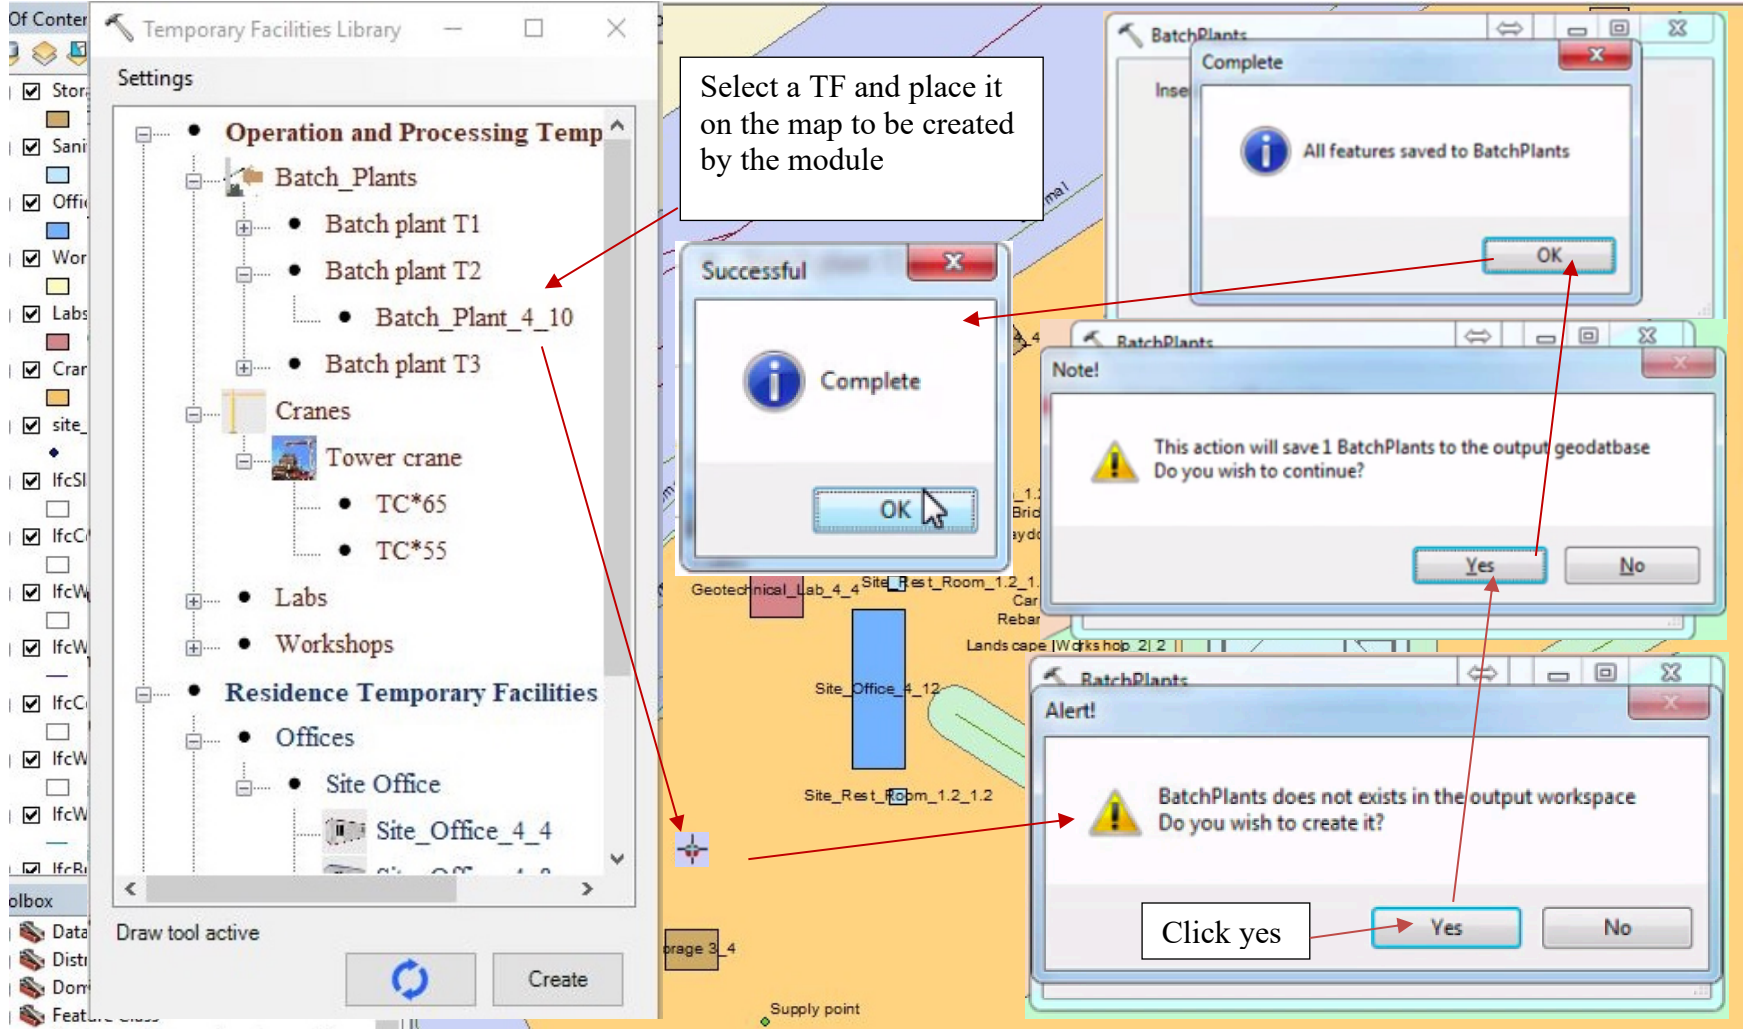 Of Conter
Stor
Sani
Offi
Wor
Labs
Crar
site_
IfcSl
IfcC
IfcW
IfcW
IfcC
IfcW
IfcW
IfcBu
olbox
Data
Distr
Dom
Feature Class
Temporary Facilities Library
Settings
Operation and Processing Temp
Batch_Plants
Batch plant T1
Batch plant T2
Batch_Plant_4_10
Batch plant T3
Cranes
Tower crane
TC*65
TC*55
Labs
Workshops
Residence Temporary Facilities
Offices
Site Office
Site_Office_4_4
Draw tool active
Create
Select a TF and place it
on the map to be created
by the module
Successful
Complete
OK
Geotechnical_Lab_4_4
Site_Rest_Room_1.2_1.
Car
Rebar
Landscape Workshop 2 2
Site_Office_4_12
Site_Rest_Room_1.2_1.2
orage 3_4
Supply point
BatchPlants
Inse
Complete
All features saved to BatchPlants
OK
BatchPlants
Note!
This action will save 1 BatchPlants to the output geodatbase
Do you wish to continue?
Yes
No
BatchPlants
Alert!
BatchPlants does not exists in the output workspace
Do you wish to create it?
Click yes
Yes
No